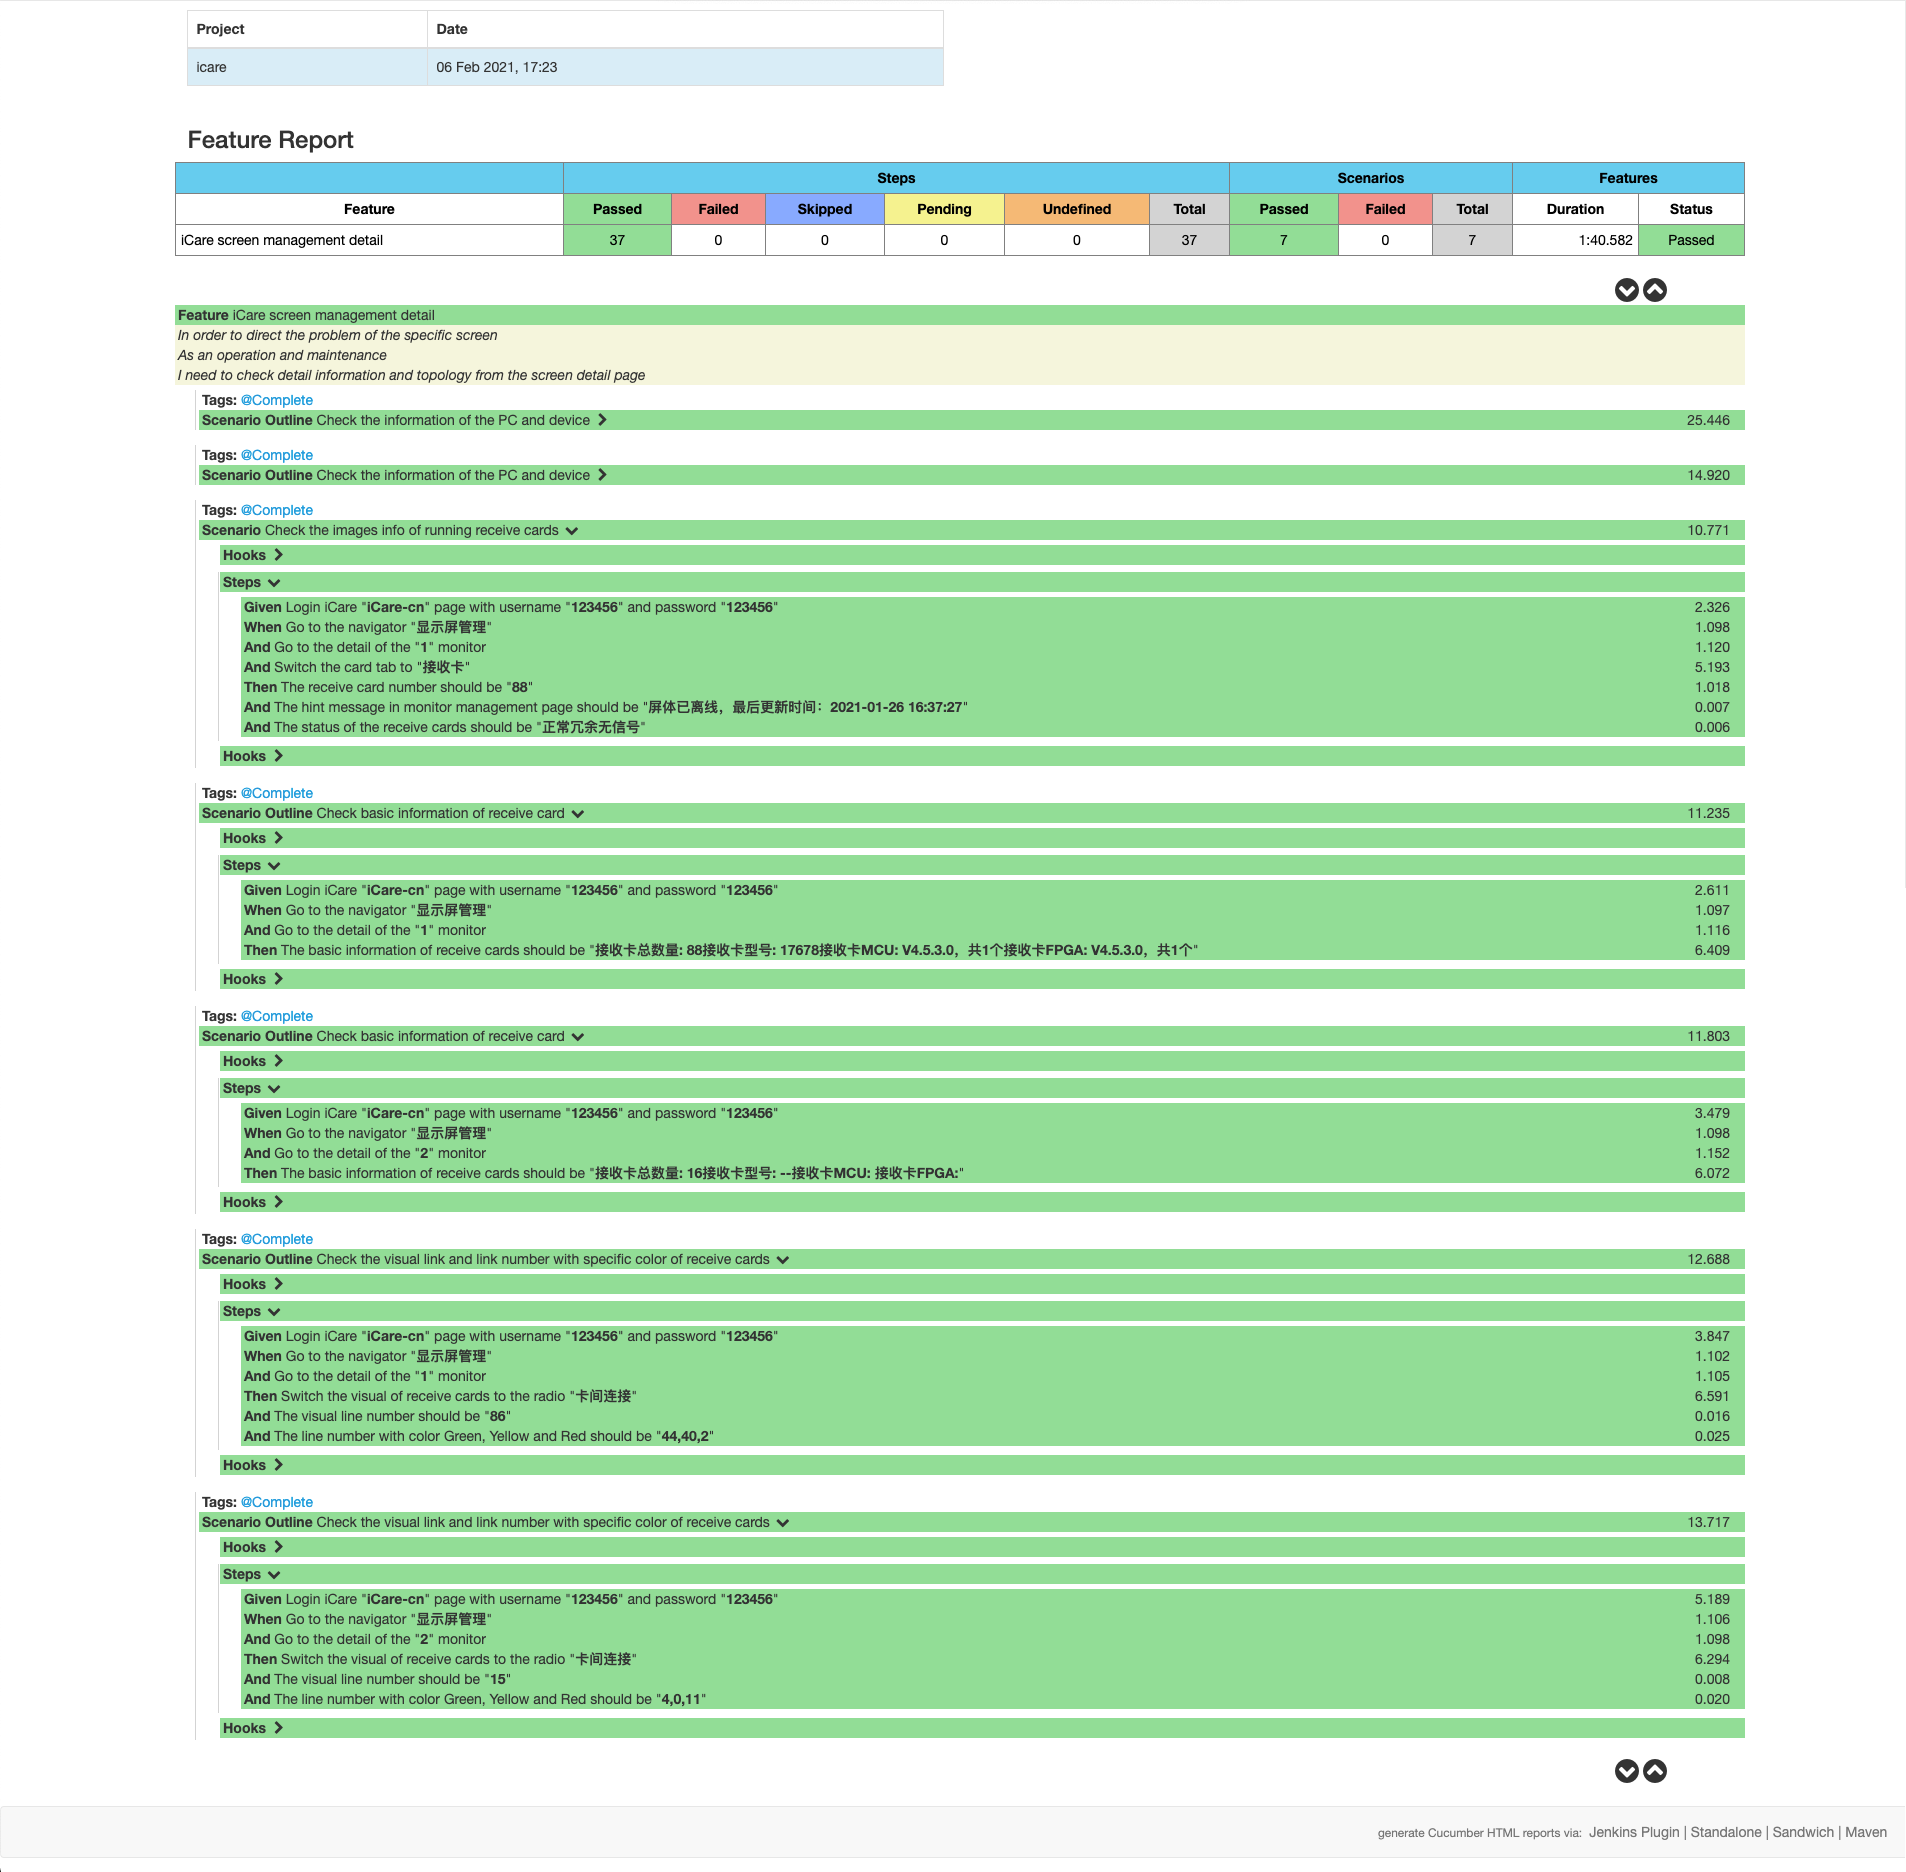 Project Date
icare 06 Feb 2021, 17:23
Feature Report
Steps Scenarios Features
Feature Passed Failed Skipped Pending Undefined Total Passed Failed Total Duration Status
iCare screen management detail 37 0 0 0 0 37 7 0 7 1:40.582 Passed
Feature iCare screen management detail
In order to direct the problem of the specific screen
As an operation and maintenance
I need to check detail information and topology from the screen detail page
Tags: @Complete
Scenario Outline Check the information of the PC and device 25.446
Tags: @Complete
Scenario Outline Check the information of the PC and device 14.920
Tags: @Complete
Scenario Check the images info of running receive cards 10.771
Hooks
Steps
Given Login iCare "iCare-cn" page with username "123456" and password "123456" 2.326
When Go to the navigator "显示屏管理" 1.098
And Go to the detail of the "1" monitor 1.120
And Switch the card tab to "接收卡" 5.193
Then The receive card number should be "88" 1.018
And The hint message in monitor management page should be "屏体已离线，最后更新时间：2021-01-26 16:37:27" 0.007
And The status of the receive cards should be "正常冗余无信号" 0.006
Hooks
Tags: @Complete
Scenario Outline Check basic information of receive card 11.235
Hooks
Steps
Given Login iCare "iCare-cn" page with username "123456" and password "123456" 2.611
When Go to the navigator "显示屏管理" 1.097
And Go to the detail of the "1" monitor 1.116
Then The basic information of receive cards should be "接收卡总数量: 88接收卡型号: 17678接收卡MCU: V4.5.3.0，共1个接收卡FPGA: V4.5.3.0，共1个" 6.409
Hooks
Tags: @Complete
Scenario Outline Check basic information of receive card 11.803
Hooks
Steps
Given Login iCare "iCare-cn" page with username "123456" and password "123456" 3.479
When Go to the navigator "显示屏管理" 1.098
And Go to the detail of the "2" monitor 1.152
Then The basic information of receive cards should be "接收卡总数量: 16接收卡型号: --接收卡MCU: 接收卡FPGA:" 6.072
Hooks
Tags: @Complete
Scenario Outline Check the visual link and link number with specific color of receive cards 12.688
Hooks
Steps
Given Login iCare "iCare-cn" page with username "123456" and password "123456" 3.847
When Go to the navigator "显示屏管理" 1.102
And Go to the detail of the "1" monitor 1.105
Then Switch the visual of receive cards to the radio "卡间连接" 6.591
And The visual line number should be "86" 0.016
And The line number with color Green, Yellow and Red should be "44,40,2" 0.025
Hooks
Tags: @Complete
Scenario Outline Check the visual link and link number with specific color of receive cards 13.717
Hooks
Steps
Given Login iCare "iCare-cn" page with username "123456" and password "123456" 5.189
When Go to the navigator "显示屏管理" 1.106
And Go to the detail of the "2" monitor 1.098
Then Switch the visual of receive cards to the radio "卡间连接" 6.294
And The visual line number should be "15" 0.008
And The line number with color Green, Yellow and Red should be "4,0,11" 0.020
Hooks
generate Cucumber HTML reports via: Jenkins Plugin | Standalone | Sandwich | Maven